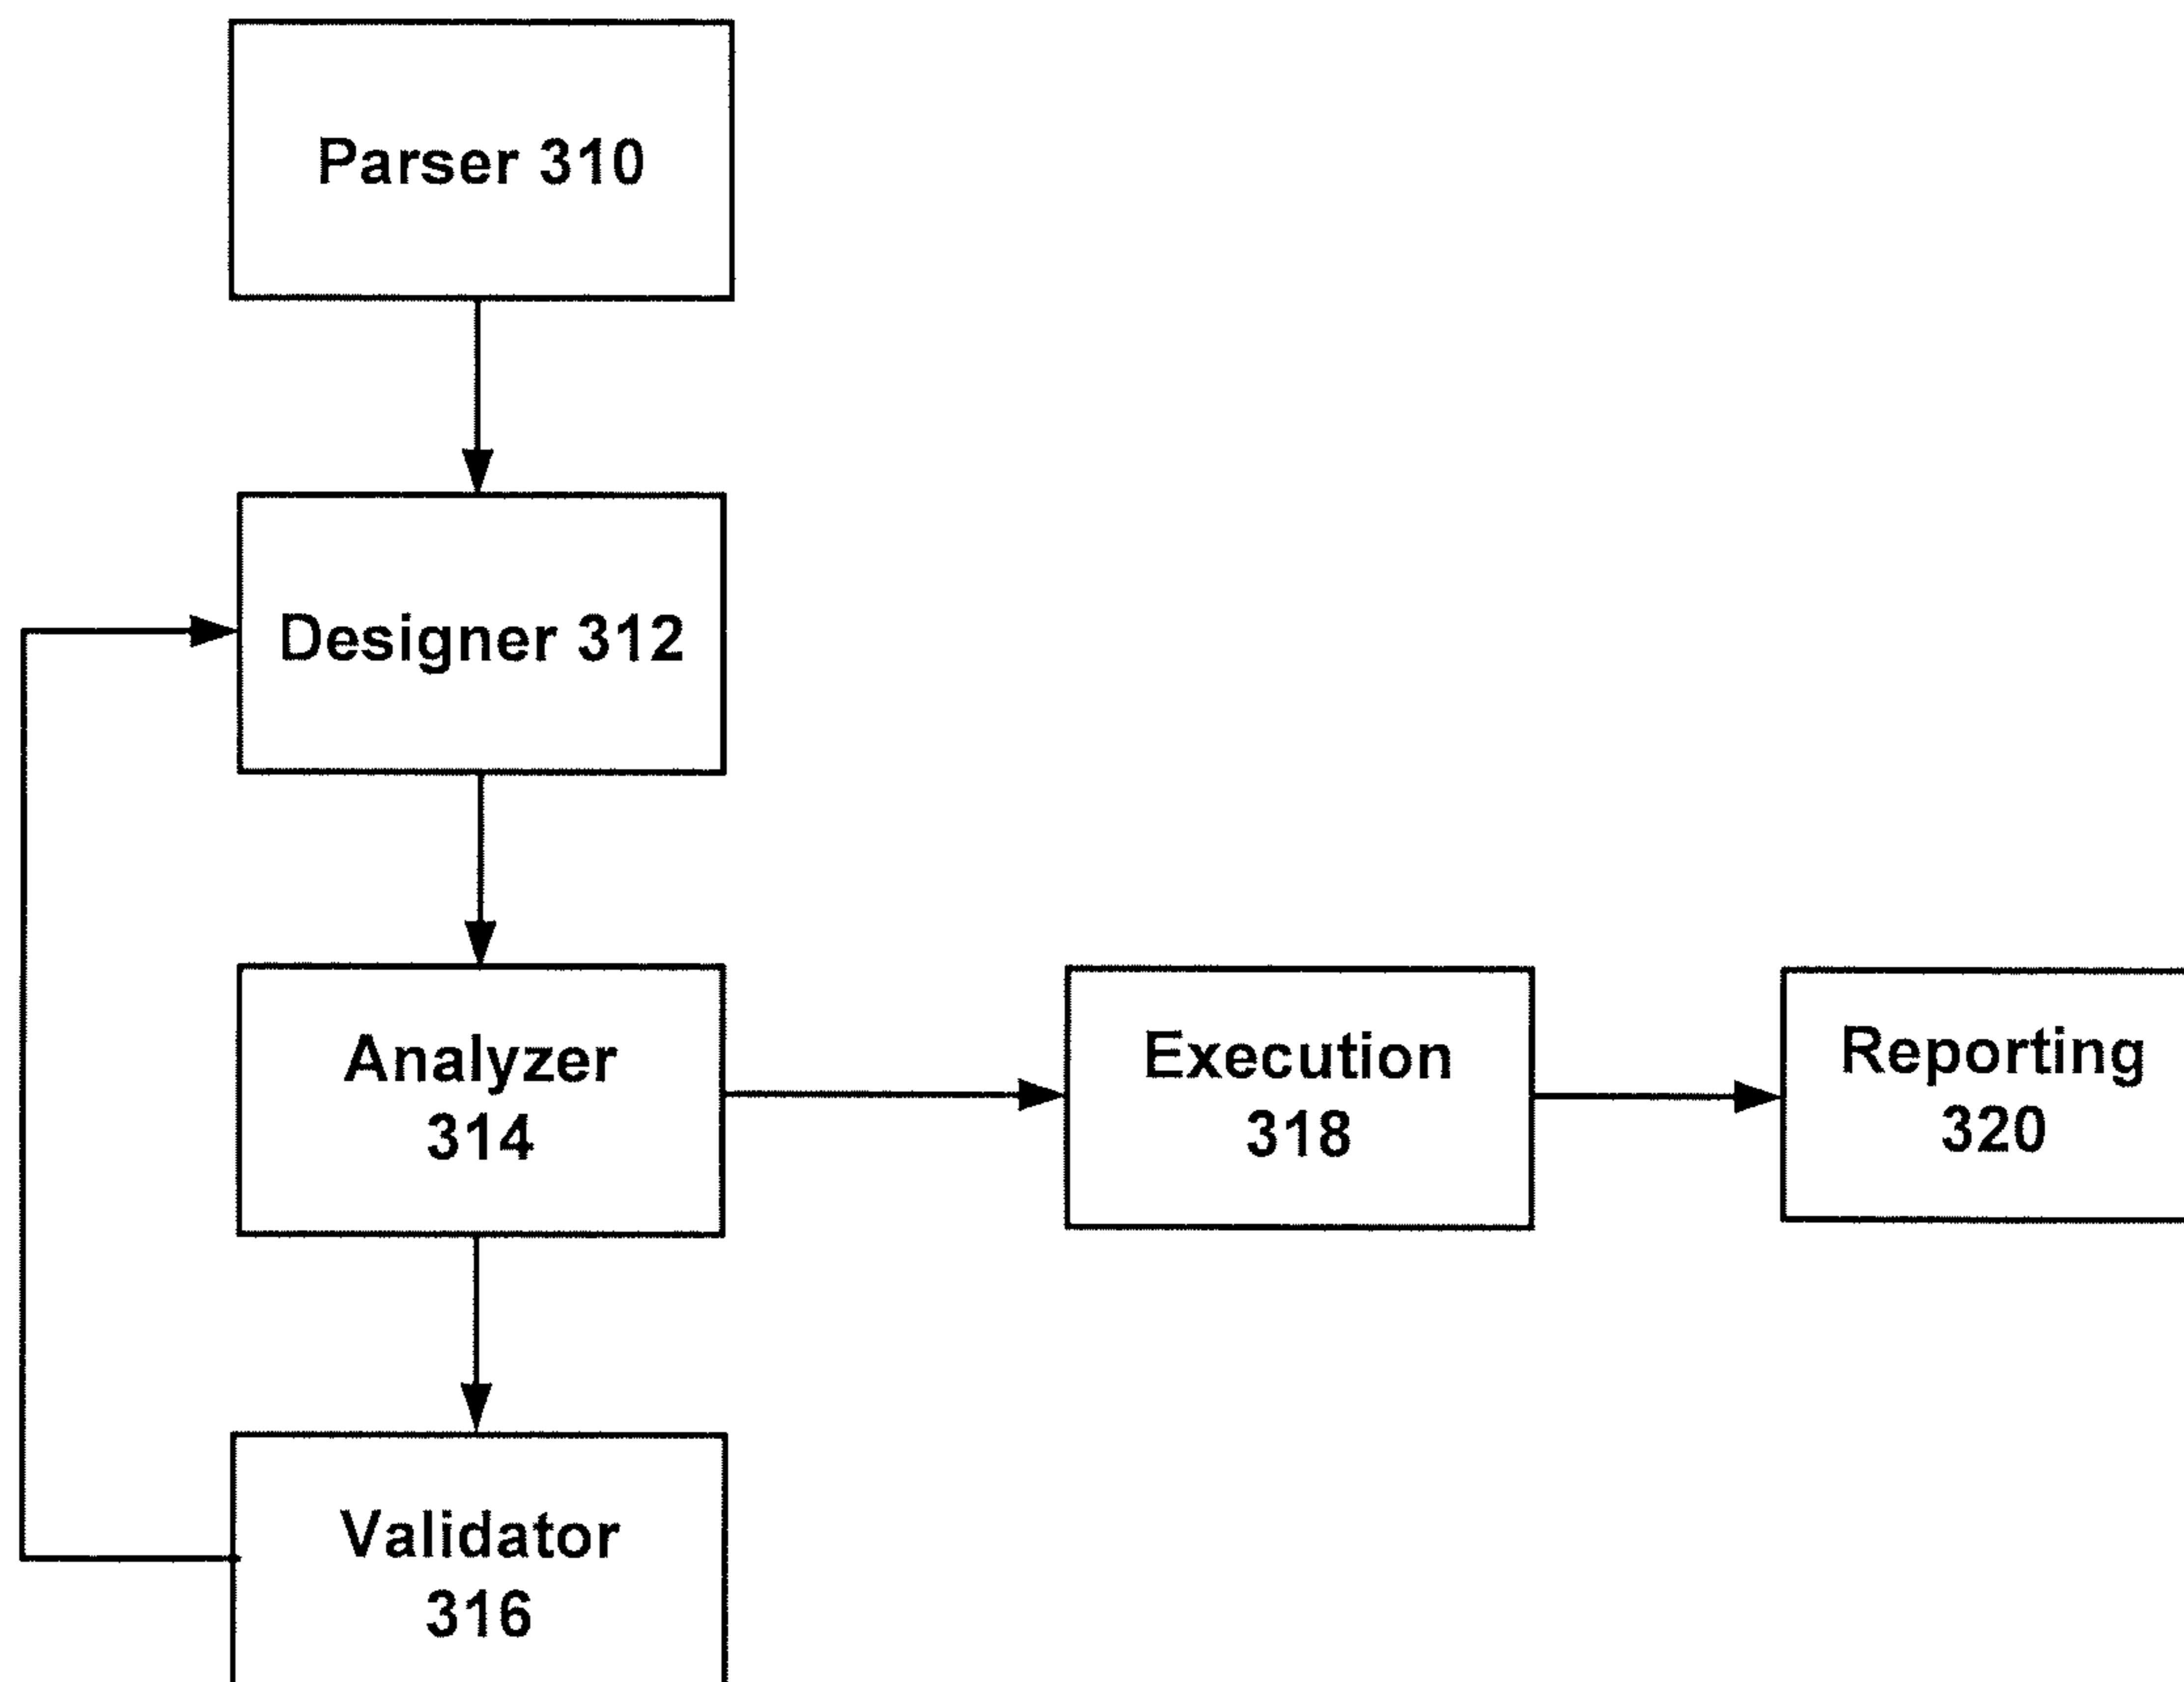 Parser 310
Designer 312
Analyzer
314
Execution
318
Reporting
320
Validator
316